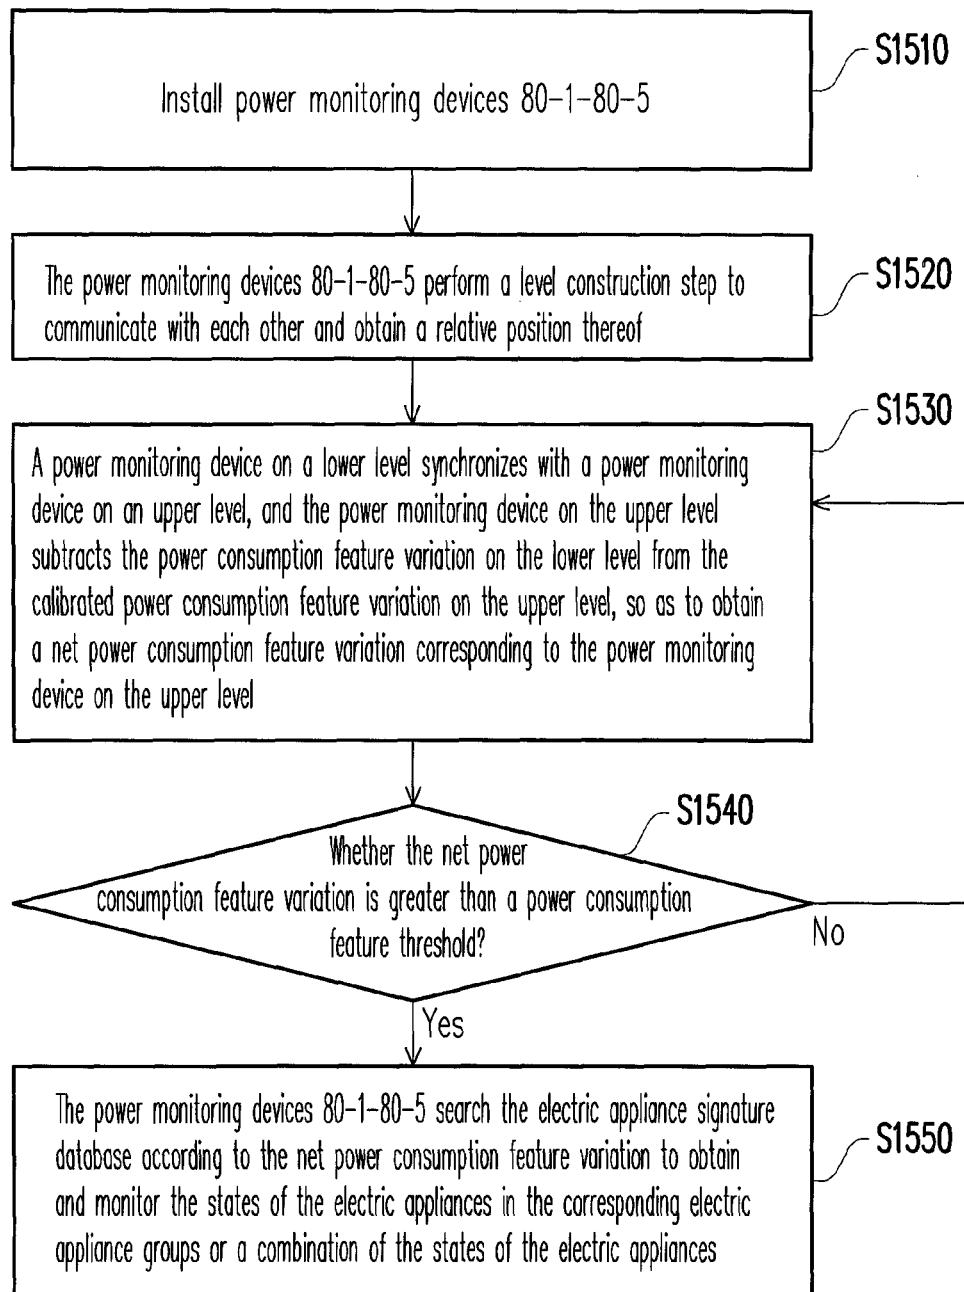 S1510
Install power monitoring devices 80-1-80-5
S1520
The power monitoring devices 80-1-80-5 perform a level construction step to
communicate with each other and obtain a relative position thereof
S1530
A power monitoring device on a lower level synchronizes with a power monitoring
device on an upper level, and the power monitoring device on the upper level
subtracts the power consumption feature variation on the lower level from the
calibrated power consumption feature variation on the upper level, so as to obtain
a net power consumption feature variation corresponding to the power monitoring
device on the upper level
S1540
Whether the net power
consumption feature variation is greater than a power consumption
feature threshold?
No
Yes
The power monitoring devices 80-1-80-5 search the electric appliance signature
database according to the net power consumption feature variation to obtain
and monitor the states of the electric appliances in the corresponding electric
appliance groups or a combination of the states of the electric appliances
S1550